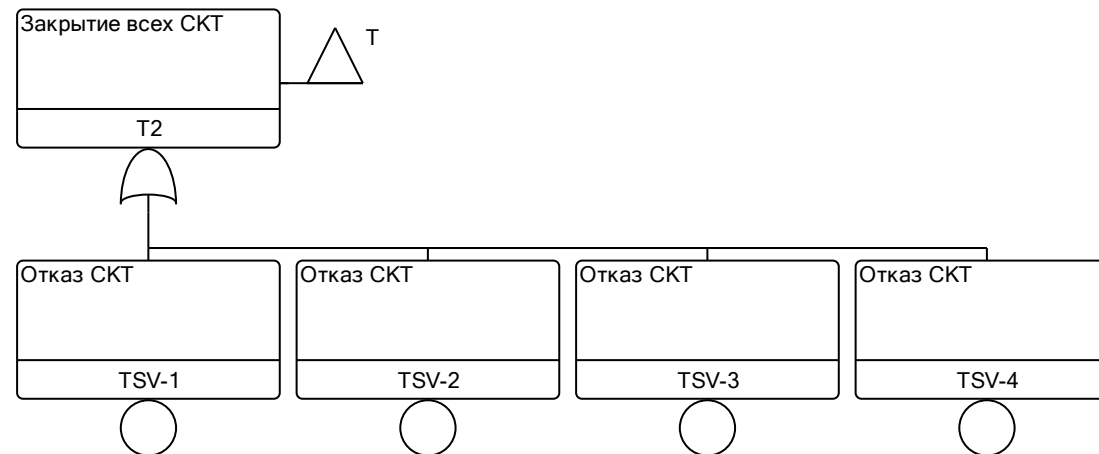 Закрытие всех СКТ
T
T2
Отказ СКТ
Отказ СКТ
Отказ СКТ
Отказ СКТ
TSV-1
TSV-2
TSV-3
TSV-4